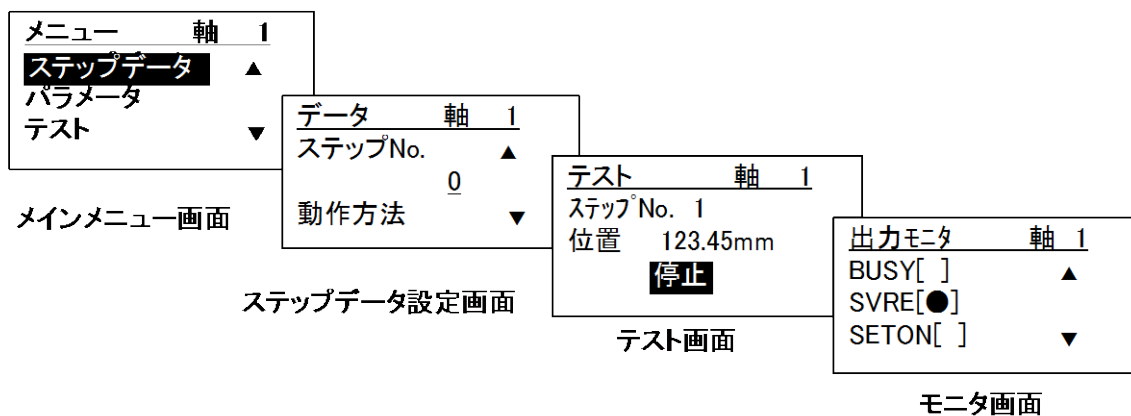 メニュー 軸 1
ステップデータ ▲
パラメータ
テスト ▼
メインメニュー画面
データ 軸 1
ステップNo. ▲
0
動作方法 ▼
ステップデータ設定画面
テスト 軸 1
ｽﾃｯﾌﾟNo. 1
位置 123.45mm
停止
テスト画面
出力ﾓﾆﾀ 軸 1
BUSY[ ] ▲
SVRE[●]
SETON[ ] ▼
モニタ画面